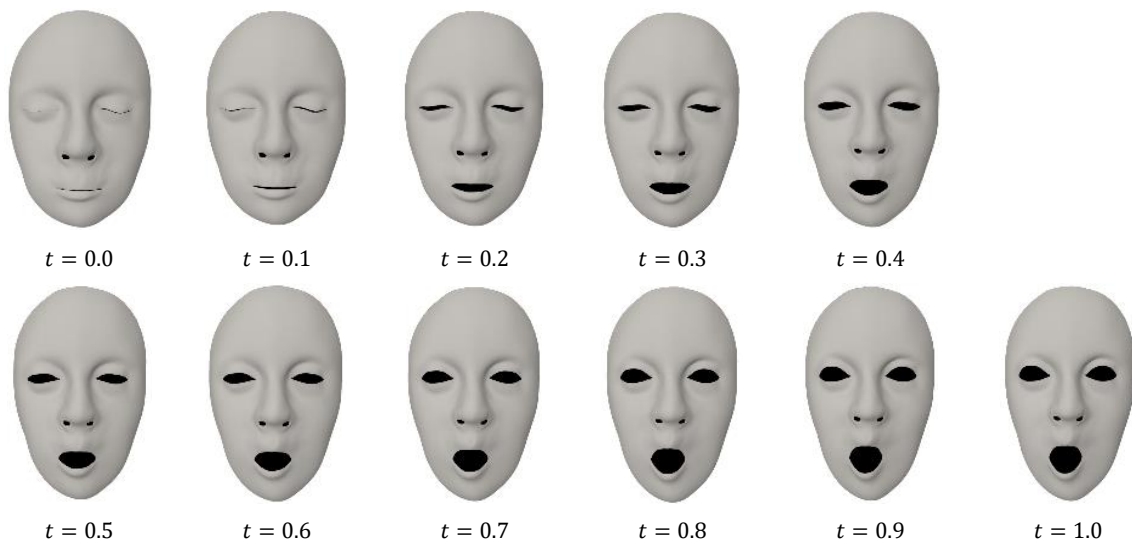 t = 0.0 t = 0.1 t = 0.2 t = 0.3 t = 0.4
t = 0.5 t = 0.6 t = 0.7 t = 0.8 t = 0.9 t = 1.0